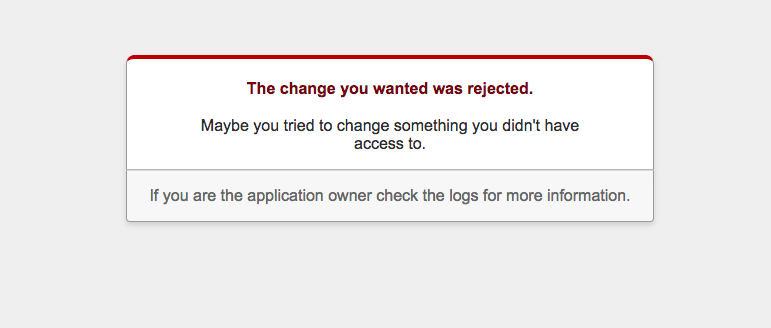 The change you wanted was rejected.
Maybe you tried to change something you didn't have
access to.
If you are the application owner check the logs for more information.